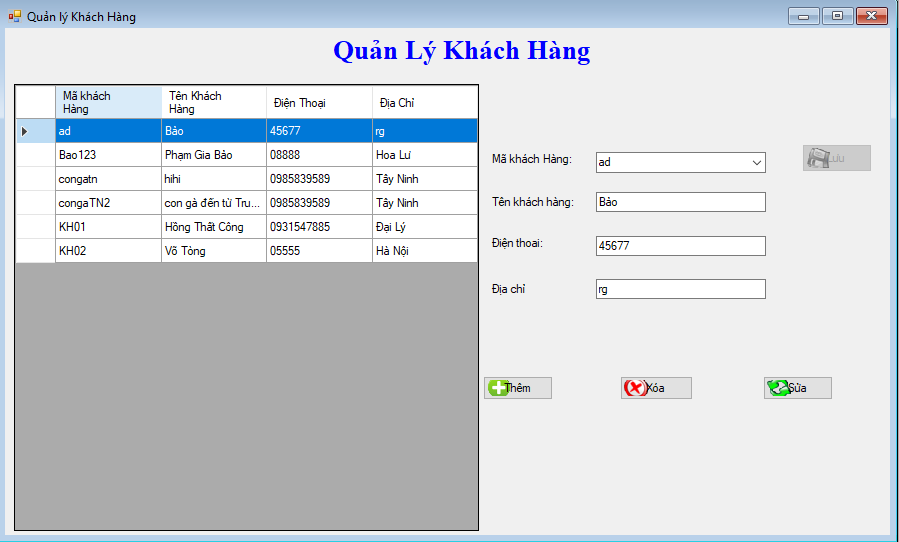 Quản lý Khách Hàng
Quản Lý Khách Hàng
Mã khách Hàng Tên Khách Hàng Điện Thoại Địa Chỉ
ad Bảo 45677 rg
Bao123 Phạm Gia Bảo 08888 Hoa Lư
congatn hihi 0985839589 Tây Ninh
congaTN2 con gà đến từ Tru... 0985839589 Tây Ninh
KH01 Hồng Thất Công 0931547885 Đại Lý
KH02 Võ Tòng 05555 Hà Nội
Mã khách Hàng: ad
Lưu
Tên khách hàng: Bảo
Điện thoai: 45677
Địa chỉ rg
Thêm Xóa Sửa